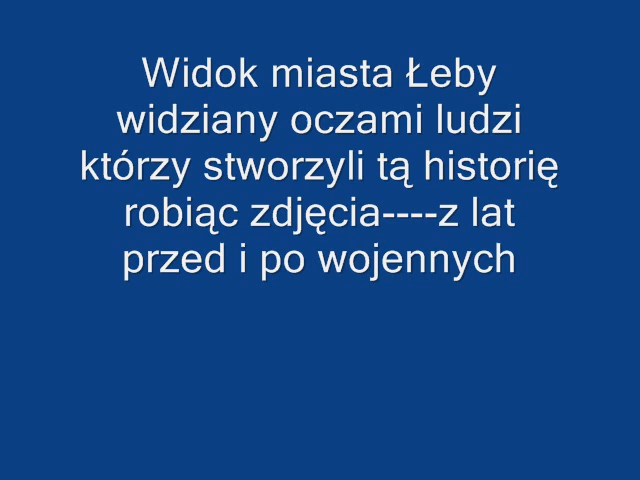 Widok miasta Łeby
widziany oczami ludzi
którzy stworzyli tą historię
robiąc zdjęcia----z lat
przed i po wojennych